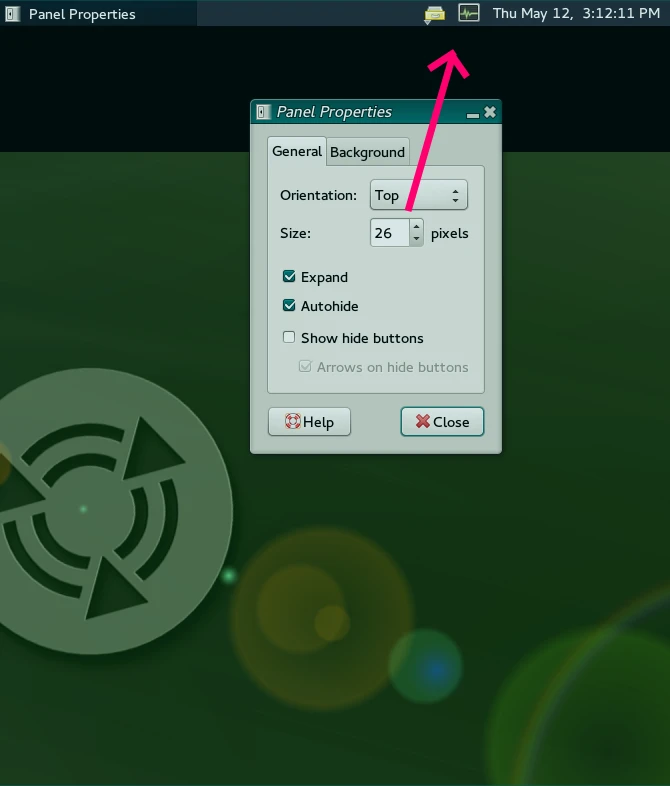 Panel Properties
Thu May 12,  3:12:11 PM
Panel Properties
General
Background
Orientation:
Top
Size:
26
pixels
Expand
Autohide
Show hide buttons
Arrows on hide buttons
Help
Close